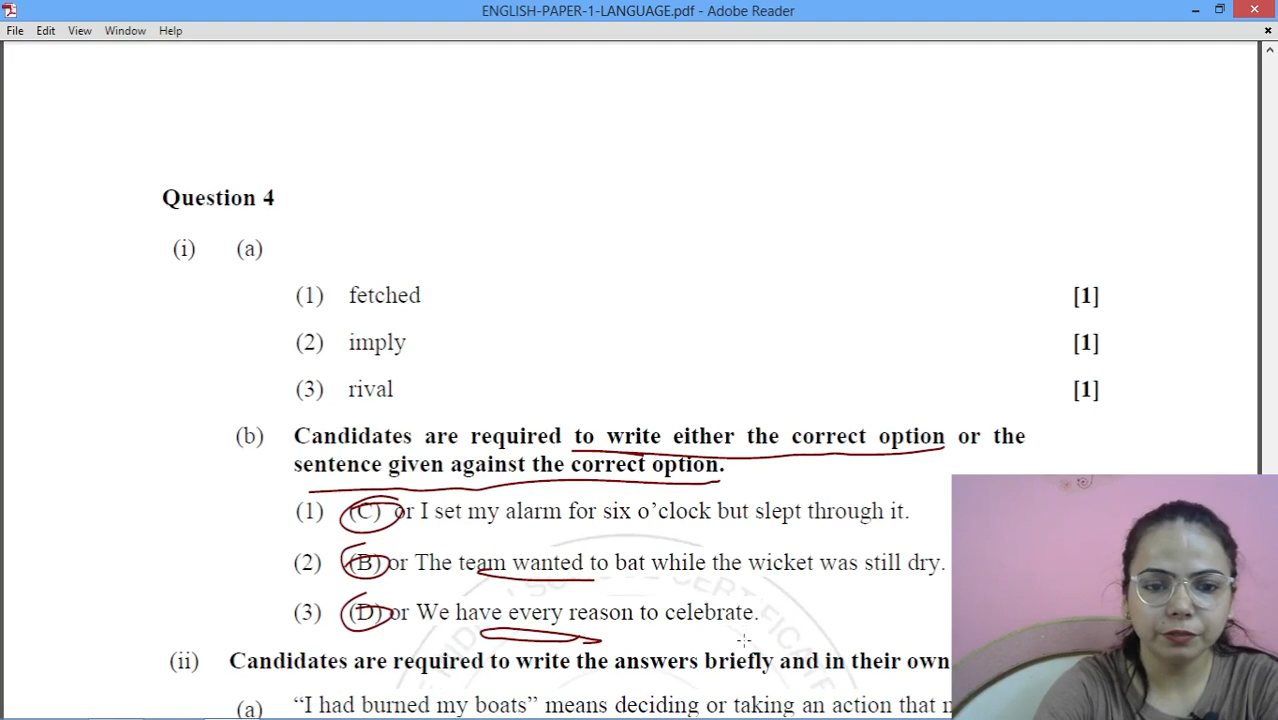 ENGLISH-PAPER-1-LANGUAGE.pdf - Adobe Reader
File Edit View Window Help
Question 4
(i) (a)
(1) fetched [1]
(2) imply [1]
(3) rival [1]
(b) Candidates are required to write either the correct option or the
sentence given against the correct option.
(1) (C) or I set my alarm for six o’clock but slept through it.
(2) (B) or The team wanted to bat while the wicket was still dry.
(3) (D) or We have every reason to celebrate.
(ii) Candidates are required to write the answers briefly and in their own
(a) “I had burned my boats” means deciding or taking an action that